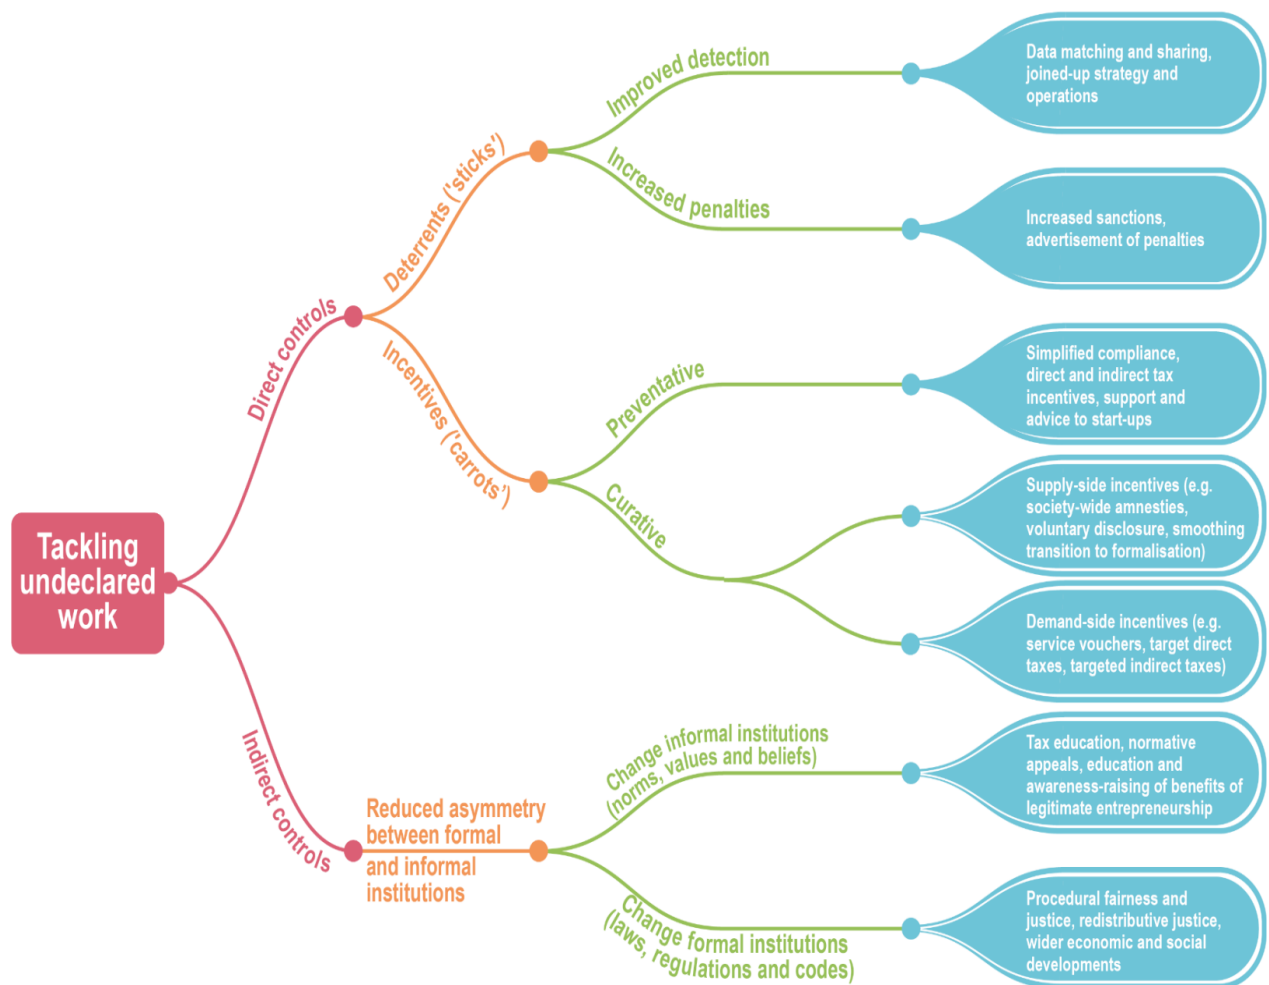 Tackling
undeclared
work
Direct controls
Deterrents ('sticks')
Improved detection
Data matching and sharing,
joined-up strategy and
operations
Increased penalties
Increased sanctions,
advertisement of penalties
Incentives ('carrots')
Preventative
Simplified compliance,
direct and indirect tax
incentives, support and
advice to start-ups
Curative
Supply-side incentives (e.g.
society-wide amnesties,
voluntary disclosure, smoothing
transition to formalisation)
Demand-side incentives (e.g.
service vouchers, target direct
taxes, targeted indirect taxes)
Indirect controls
Reduced asymmetry
between formal
and informal
institutions
Change informal institutions
(norms, values and beliefs)
Tax education, normative
appeals, education and
awareness-raising of benefits of
legitimate entrepreneurship
Change formal institutions
(laws, regulations and codes)
Procedural fairness and
justice, redistributive justice,
wider economic and social
developments